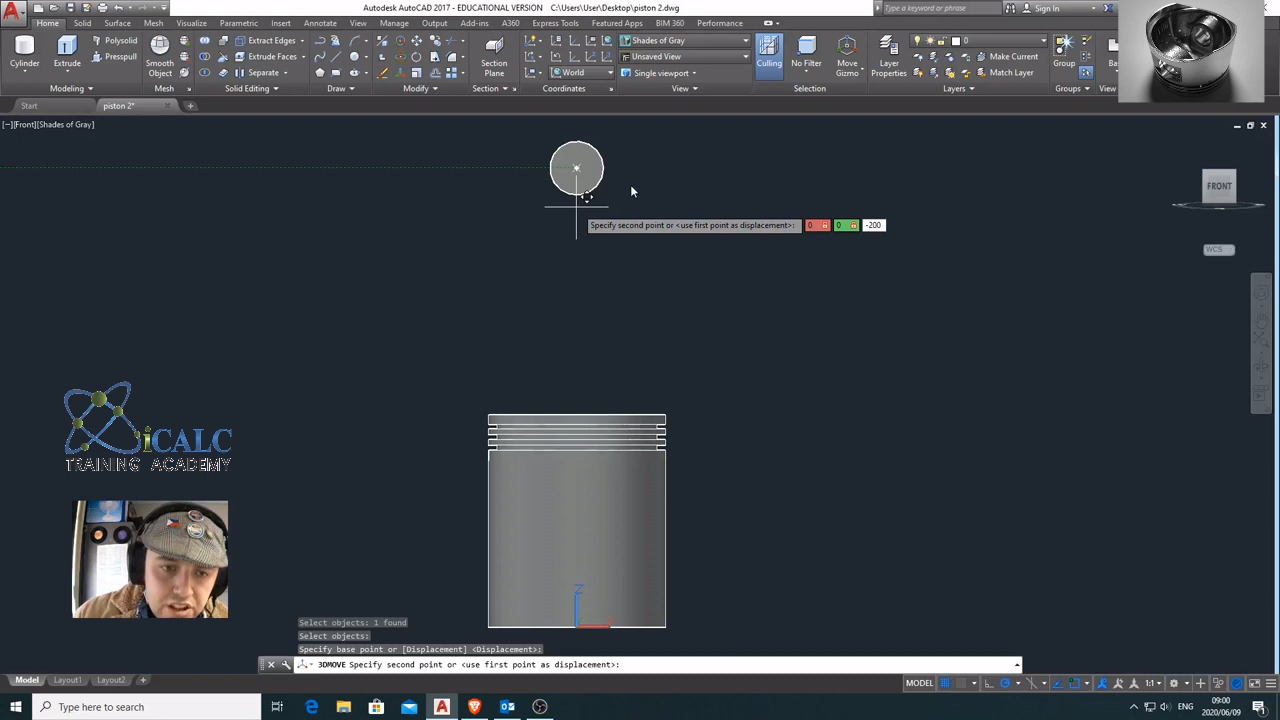 Autodesk AutoCAD 2017 - EDUCATIONAL VERSION C:\Users\User\Desktop\piston 2.dwg
Type a keyword or phrase
Sign In
Home Solid Surface Mesh Visualize Parametric Insert Annotate View Manage Output Add-ins A360 Express Tools Featured Apps BIM 360 Performance
Cylinder
Extrude
Polysolid
Presspull
Smooth
Object
Extract Edges
Extrude Faces
Separate
Section
Plane
World
Shades of Gray
Unsaved View
Single viewport
Culling
No Filter
Move
Gizmo
Layer
Properties
0
Make Current
Match Layer
Group
Ba
Modeling
Mesh
Solid Editing
Draw
Modify
Section
Coordinates
View
Selection
Layers
Groups
View
Start
piston 2*
[−][Front][Shades of Gray]
FRONT
WCS
Specify second point or <use first point as displacement>:
0
0
-200
iCALC
TRAINING ACADEMY
Z
Select objects: 1 found
Select objects:
Specify base point or [Displacement] <Displacement>:
3DMOVE Specify second point or <use first point as displacement>:
Model Layout1 Layout2
MODEL
1:1
Type here to search
ENG
09:00
2020/06/09